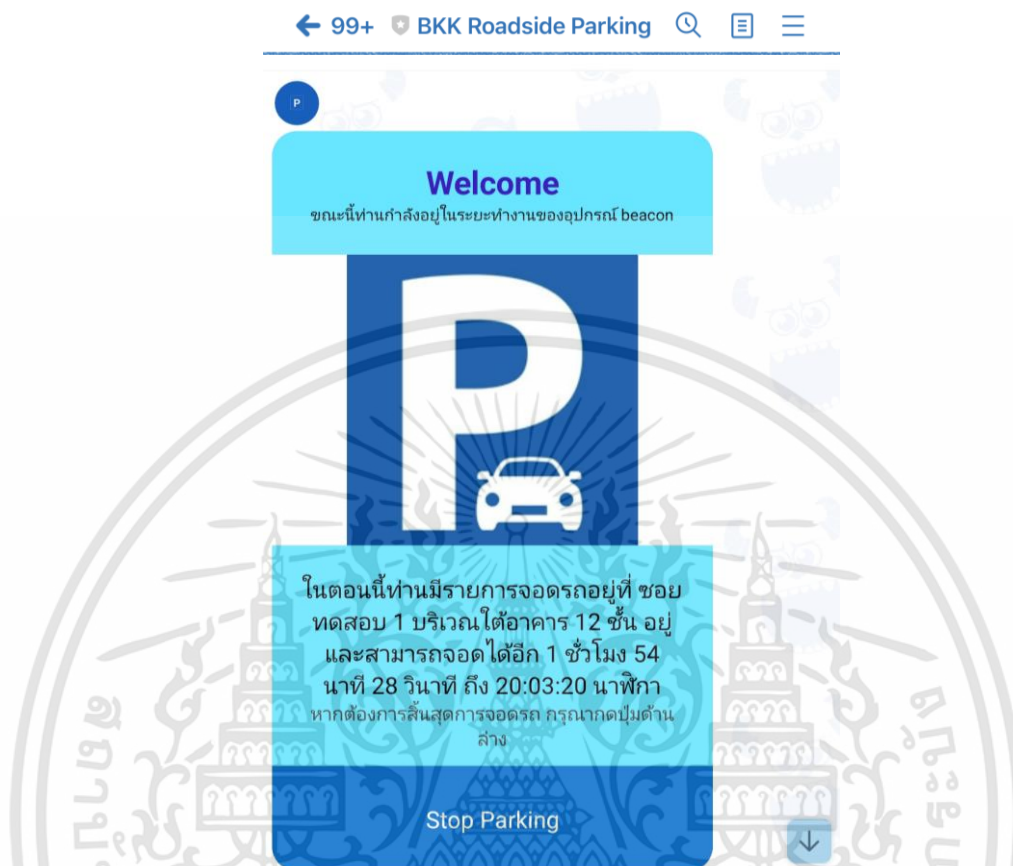 99+ BKK Roadside Parking
P
Welcome
ขณะนี้ท่านกำลังอยู่ในระยะทำงานของอุปกรณ์ beacon
P
ในตอนนี้ท่านมีรายการจอดรถอยู่ที่ ซอย
ทดสอบ 1 บริเวณใต้อาคาร 12 ชั้น อยู่
และสามารถจอดได้อีก 1 ชั่วโมง 54
นาที 28 วินาที ถึง 20:03:20 นาฬิกา
หากต้องการสิ้นสุดการจอดรถ กรุณากดปุ่มด้าน
ล่าง
Stop Parking